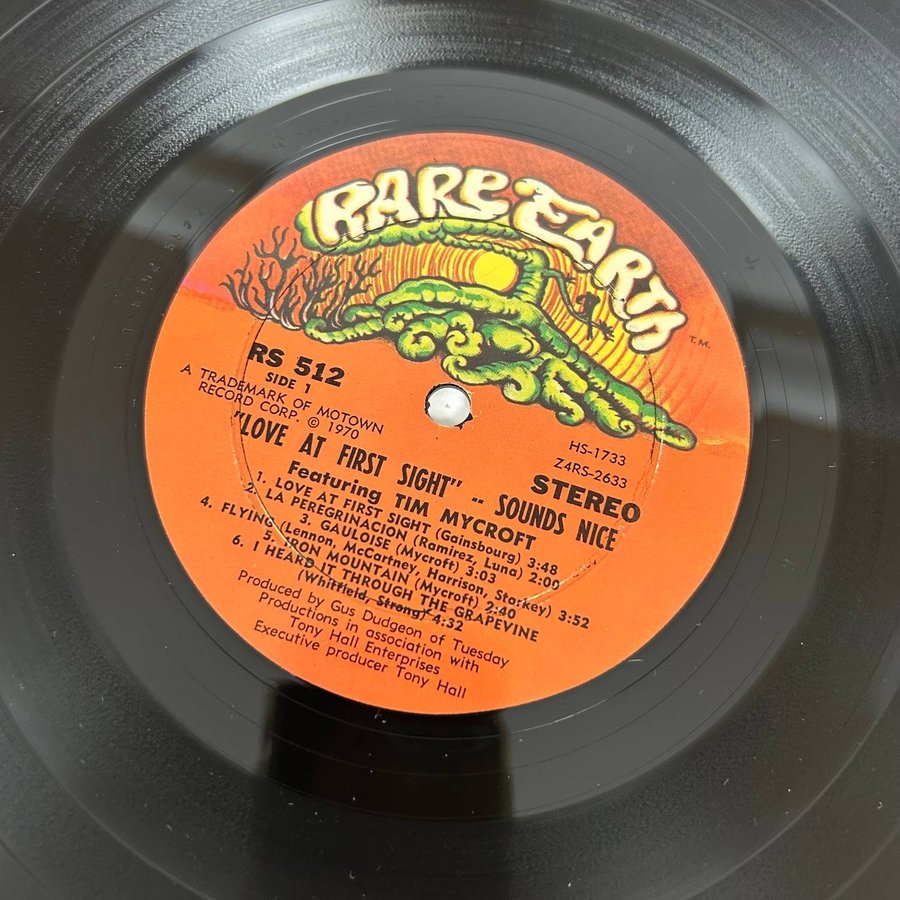 RARE EARTH
T.M.
RS 512
SIDE 1
A TRADEMARK OF MOTOWN
RECORD CORP. © 1970
HS-1733
Z4RS-2633
STEREO
"LOVE AT FIRST SIGHT" -- SOUNDS NICE
Featuring TIM MYCROFT
1. LOVE AT FIRST SIGHT (Gainsbourg) 3:48
2. LA PEREGRINACION (Ramirez, Luna) 2:00
3. GAULOISE (Mycroft) 3:03
4. FLYING (Lennon, McCartney, Harrison, Starkey) 3:52
5. IRON MOUNTAIN (Mycroft) 2:40
6. I HEARD IT THROUGH THE GRAPEVINE
(Whitfield, Strong) 4:32
Produced by Gus Dudgeon of Tuesday
Productions in association with
Tony Hall Enterprises
Executive producer Tony Hall